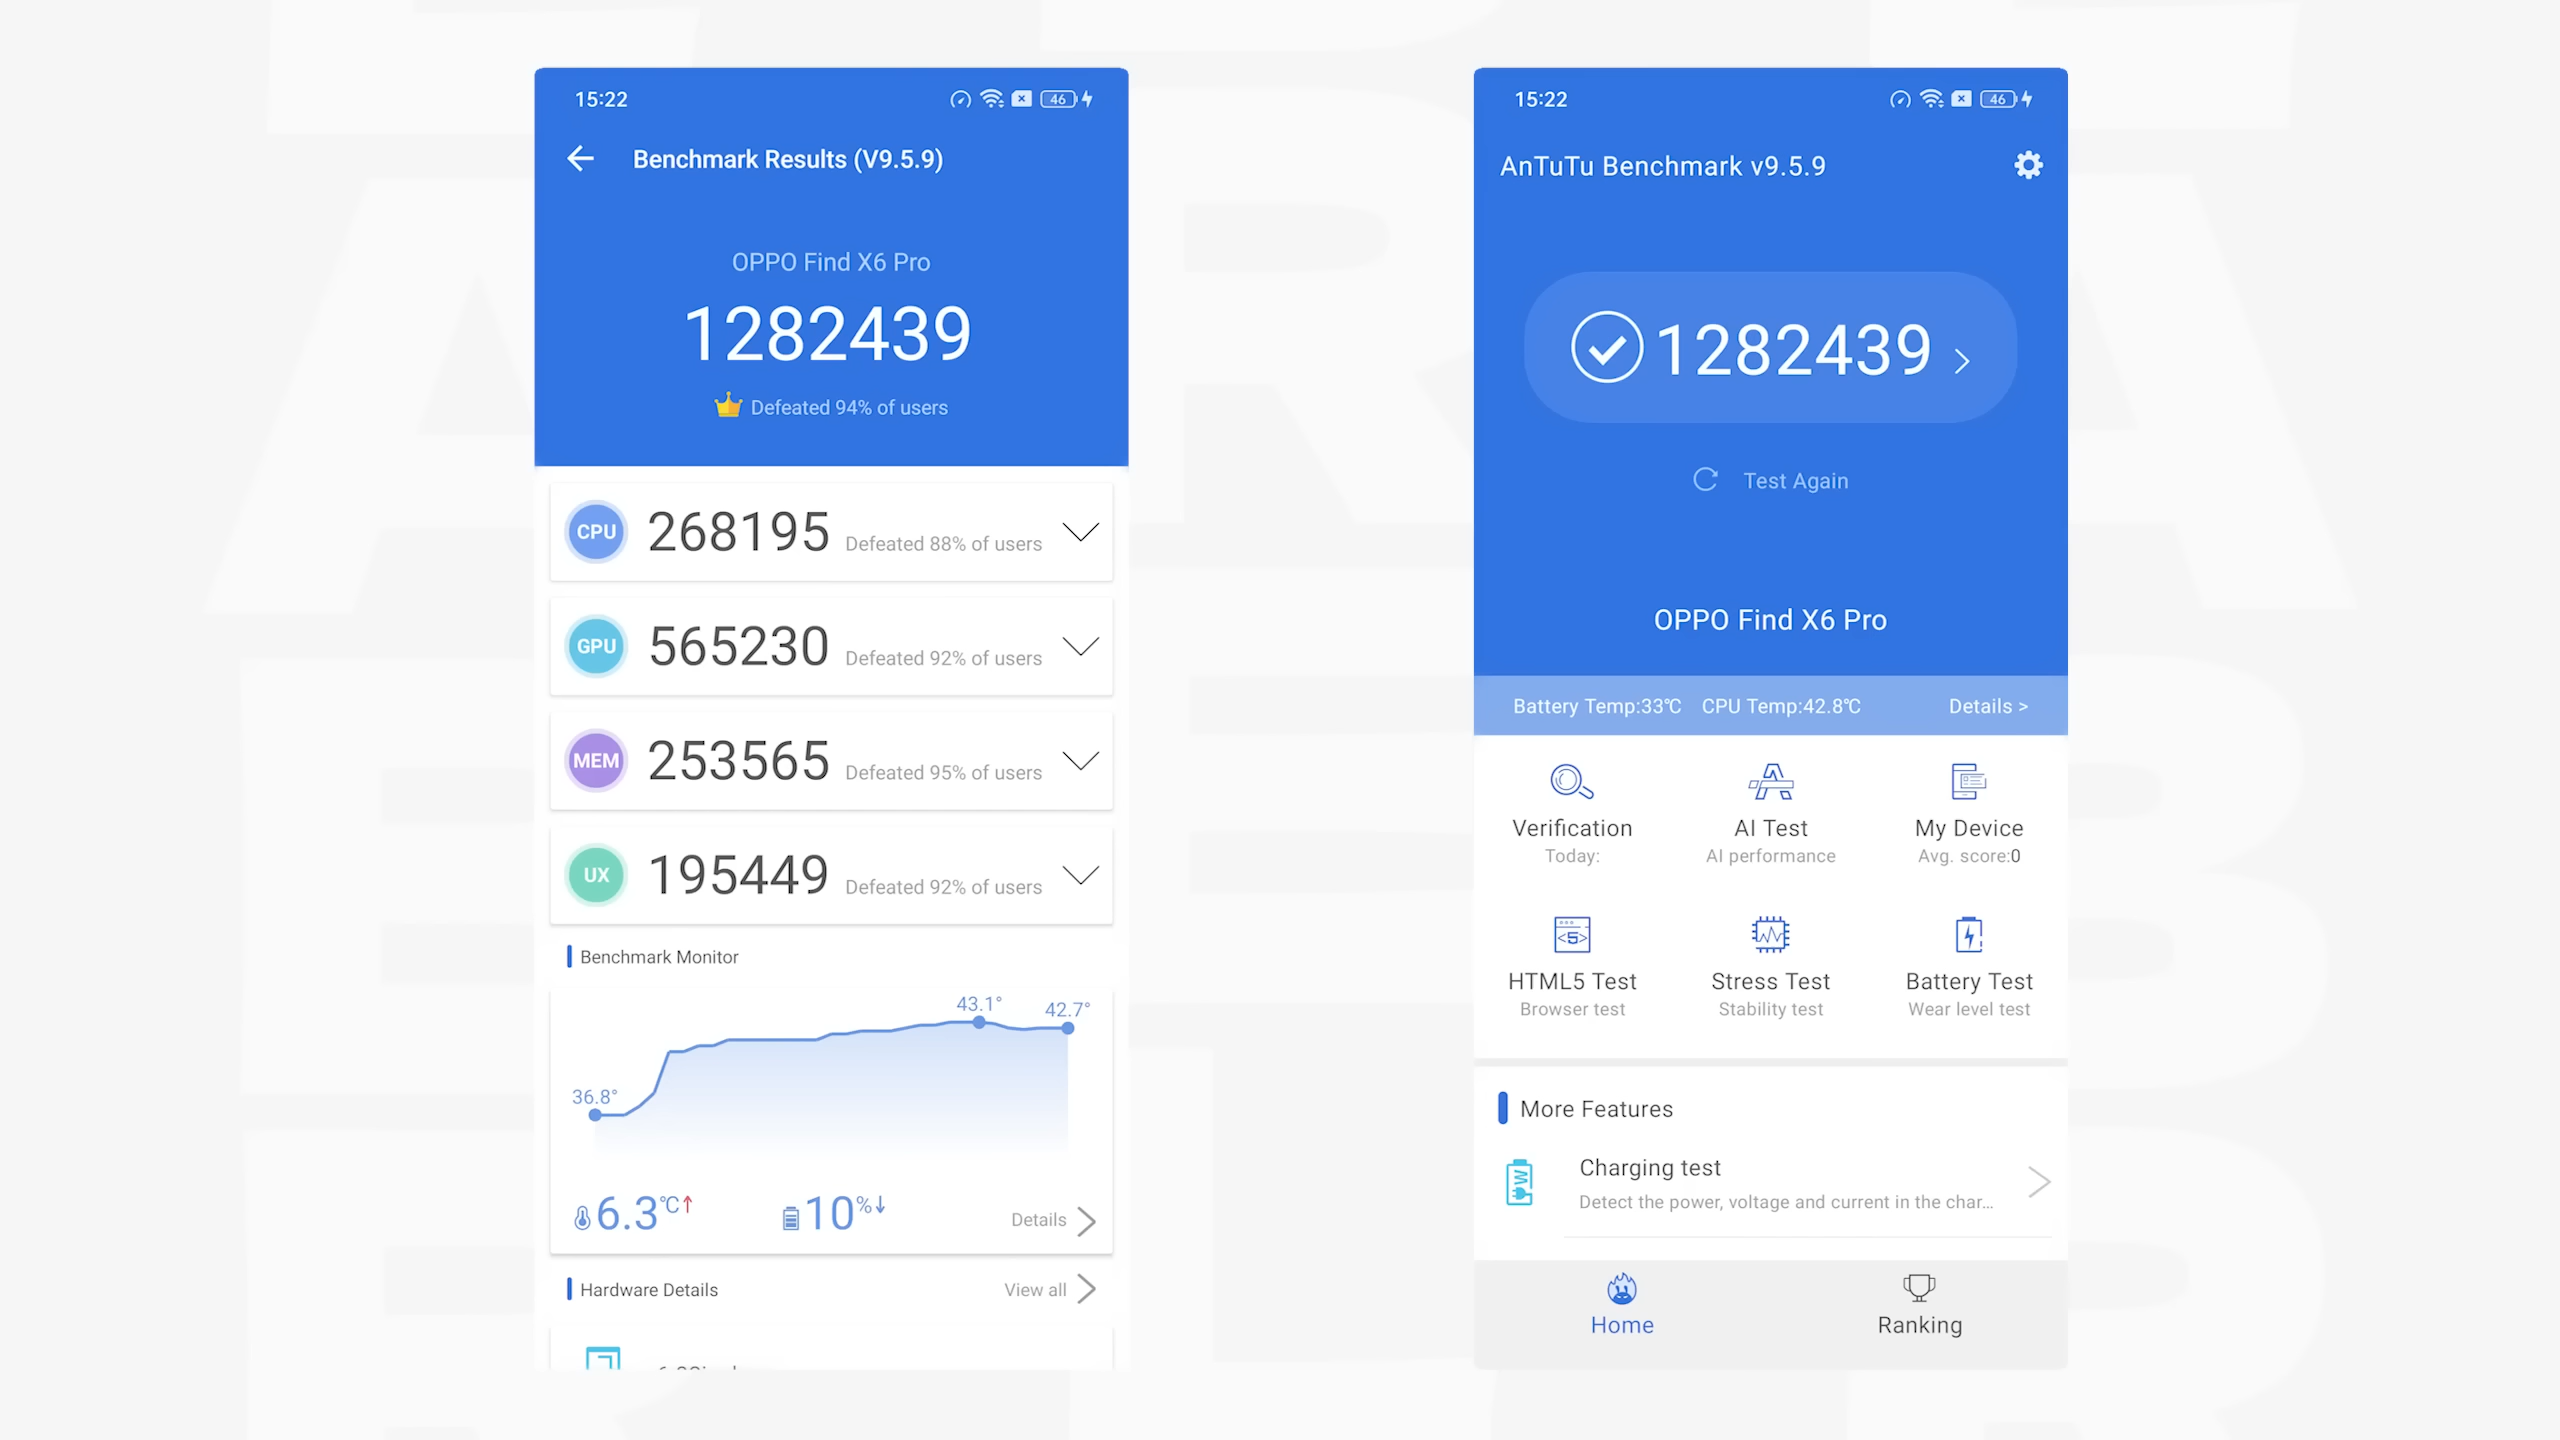 15:22
46
Benchmark Results (V9.5.9)
OPPO Find X6 Pro
1282439
Defeated 94% of users
CPU 268195 Defeated 88% of users
GPU 565230 Defeated 92% of users
MEM 253565 Defeated 95% of users
UX 195449 Defeated 92% of users
Benchmark Monitor
43.1°
42.7°
36.8°
6.3°C↑ 10%↓ Details
Hardware Details View all
15:22
46
AnTuTu Benchmark v9.5.9
1282439
Test Again
OPPO Find X6 Pro
Battery Temp:33℃ CPU Temp:42.8℃ Details >
Verification AI Test My Device
Today: AI performance Avg. score:0
<5>
HTML5 Test Stress Test Battery Test
Browser test Stability test Wear level test
More Features
W
Charging test
Detect the power, voltage and current in the char...
Home Ranking